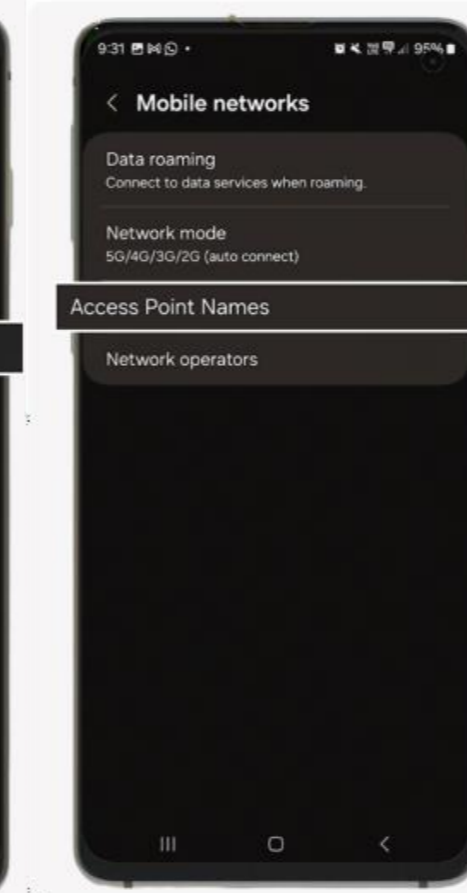 9:31
95%
Mobile networks
Data roaming
Connect to data services when roaming.
Network mode
5G/4G/3G/2G (auto connect)
Access Point Names
Network operators